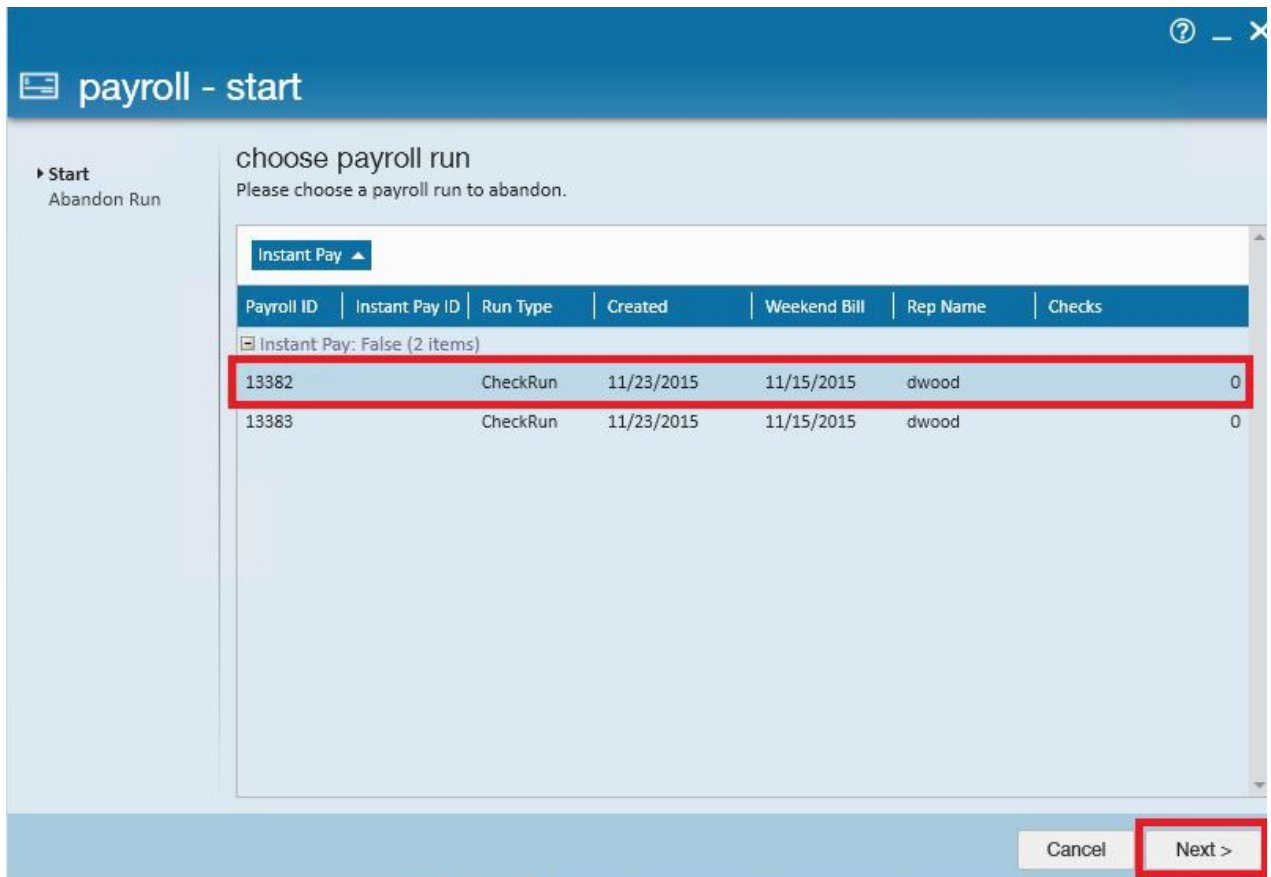 payroll - start
Start
Abandon Run
choose payroll run
Please choose a payroll run to abandon.
Instant Pay
Payroll ID Instant Pay ID Run Type Created Weekend Bill Rep Name Checks
Instant Pay: False (2 items)
13382 CheckRun 11/23/2015 11/15/2015 dwood 0
13383 CheckRun 11/23/2015 11/15/2015 dwood 0
Cancel Next >